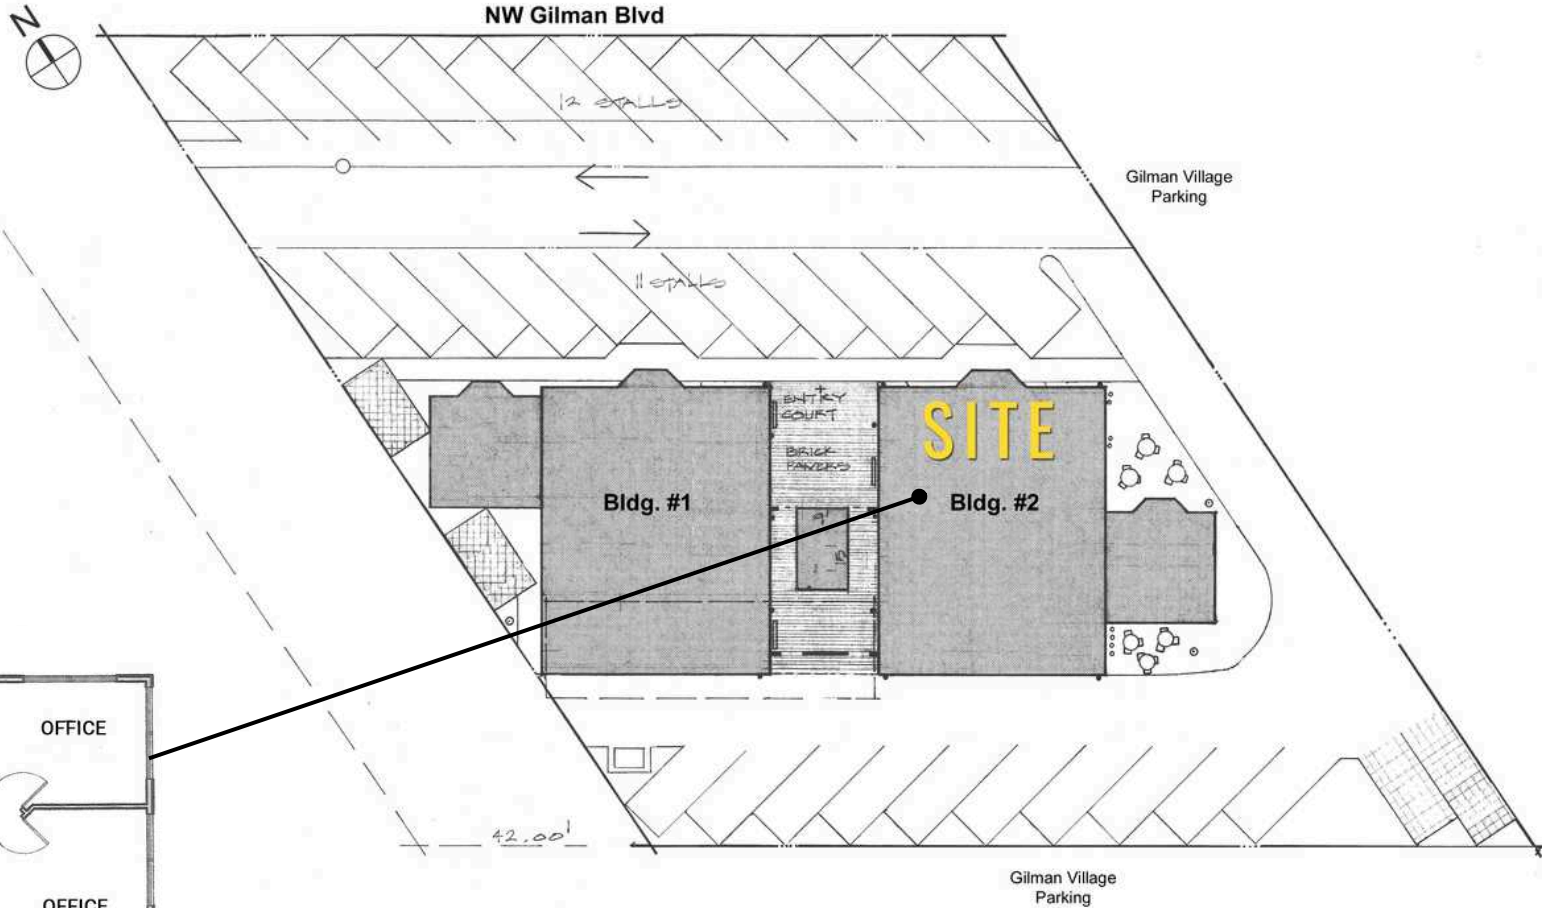 NW Gilman Blvd
N
12 STALLS
Gilman Village
Parking
11 STALLS
ENTRY
COURT
BRICK
PAVERS
SITE
Bldg. #1
Bldg. #2
OFFICE
42.00'
Gilman Village
Parking
OFFICE